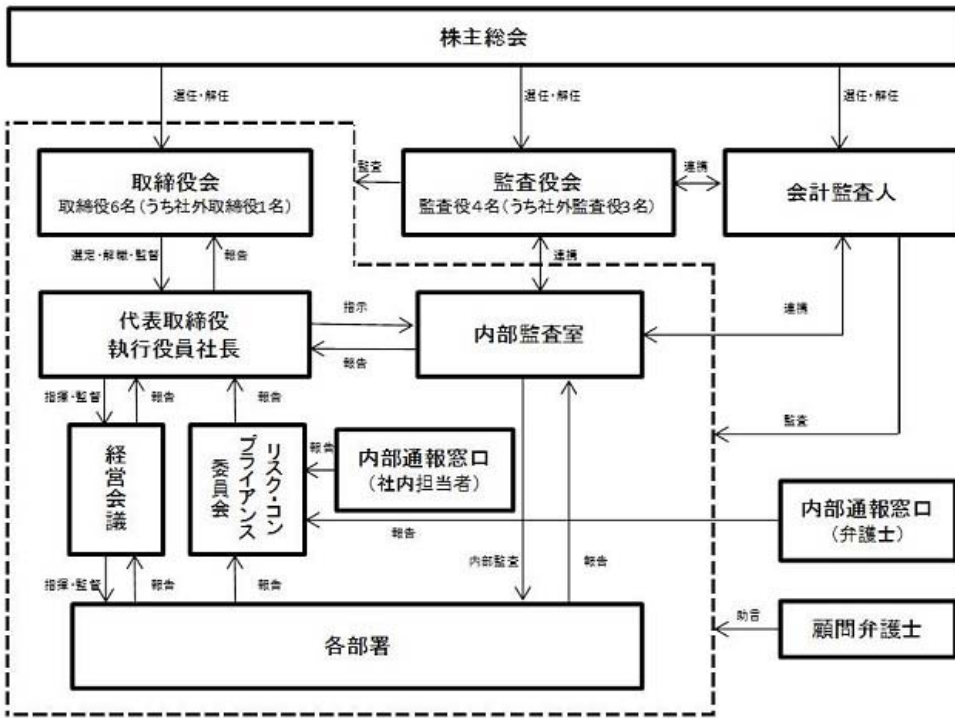 株主総会
選任・解任
選任・解任
選任・解任
取締役会
取締役6名(うち社外取締役1名)
監査
監査役会
監査役4名(うち社外監査役3名)
連携
会計監査人
選定・解職・監督
報告
連携
代表取締役
執行役員社長
指示
報告
内部監査室
連携
指揮・監督
報告
報告
監査
経営会議
リスク・コン
プライアンス
委員会
報告
内部通報窓口
(社内担当者)
報告
内部通報窓口
(弁護士)
指揮・監督
報告
報告
内部監査
報告
各部署
助言
顧問弁護士